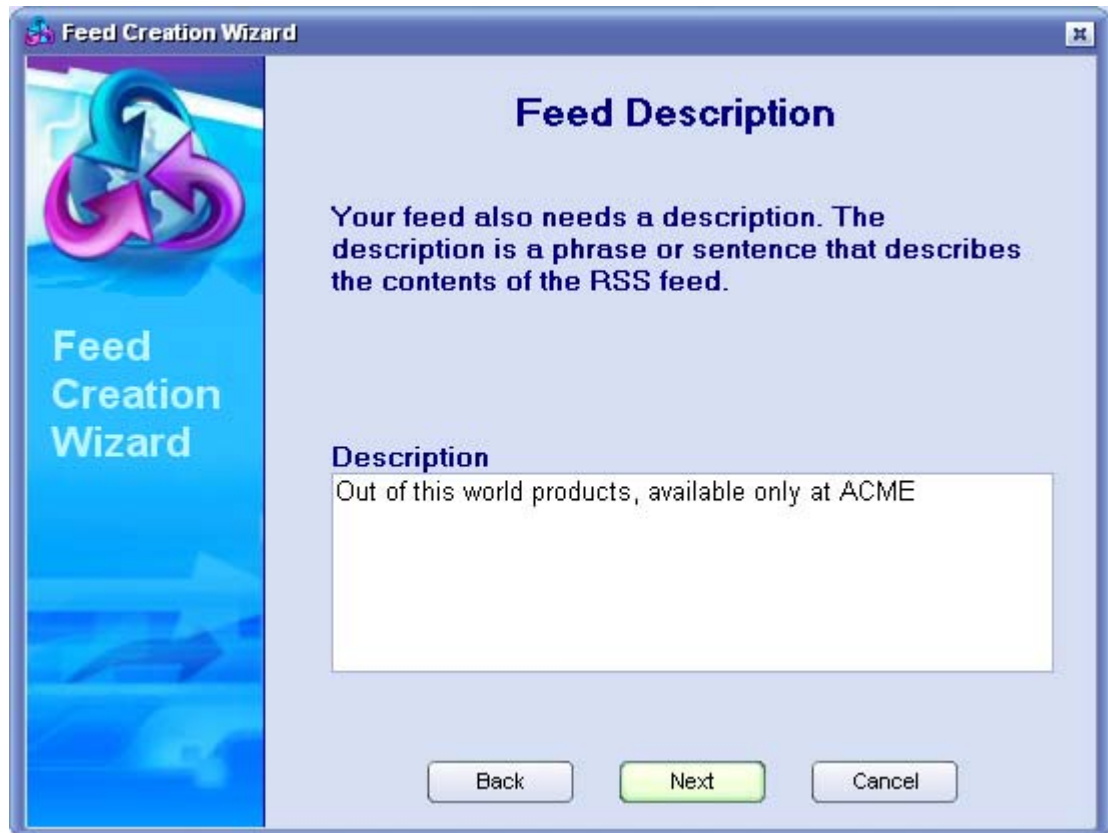 Feed Creation Wizard
Feed Description
Your feed also needs a description. The
description is a phrase or sentence that describes
the contents of the RSS feed.
Feed
Creation
Wizard
Description
Out of this world products, available only at ACME
Back
Next
Cancel